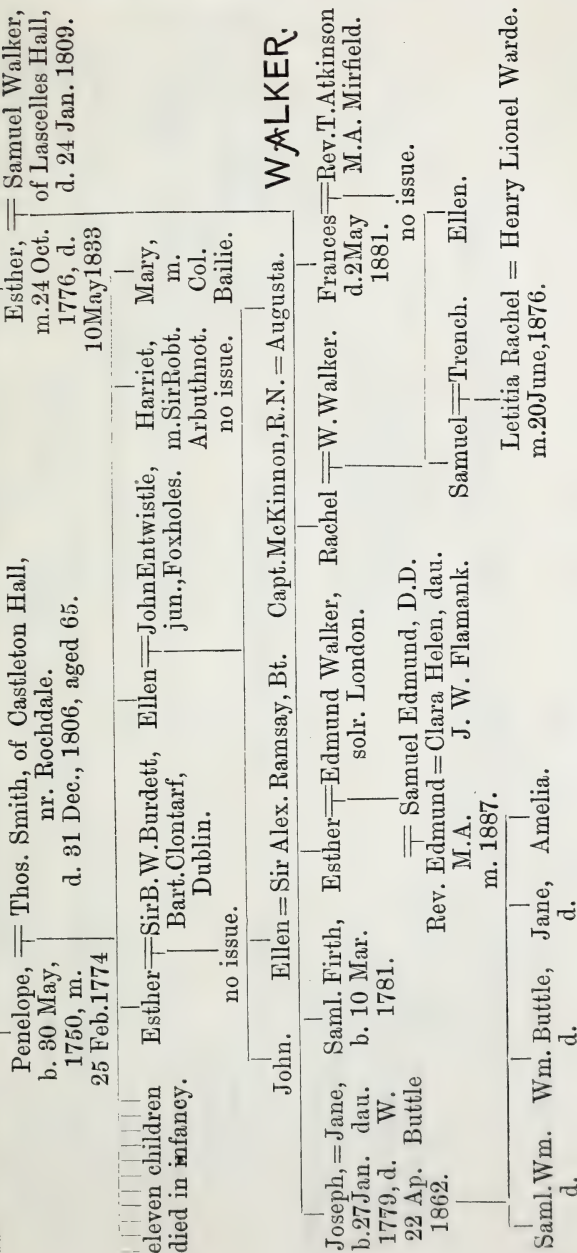 Penelope, = Thos. Smith, of Castleton Hall,
b. 30 May, nr. Rochdale.
1750, m. d. 31 Dec., 1806, aged 65.
25 Feb. 1774
Esther, = Samuel Walker,
m. 24 Oct. of Lascelles Hall,
1776, d. d. 24 Jan. 1809.
10 May 1833
eleven children
died in infancy.
Esther = Sir B. W. Burdett,
Bart. Clontarf,
Dublin.
no issue.
Ellen = John Entwistle,
jun., Foxholes.
Harriet,
m. Sir Robt.
Arbuthnot.
no issue.
Mary,
m.
Col.
Bailie.
WALKER.
John. Ellen = Sir Alex. Ramsay, Bt. Capt. McKinnon, R.N. = Augusta.
Joseph, = Jane,
b. 27 Jan. dau.
1779, d. W.
22 Ap. Buttle
1862.
Saml. Firth,
b. 10 Mar.
1781.
Esther = Edmund Walker,
solr. London.
Rachel = W. Walker.
Frances = Rev. T. Atkinson
d. 2 May M.A. Mirfield.
1881.
no issue.
= Samuel Edmund, D.D.
Rev. Edmund = Clara Helen, dau.
M.A. J. W. Flamank.
m. 1887.
Samuel = Trench. Ellen.
Letitia Rachel = Henry Lionel Warde.
m. 20 June, 1876.
Saml. Wm. Wm. Buttle, Jane, Amelia.
d. d. d.